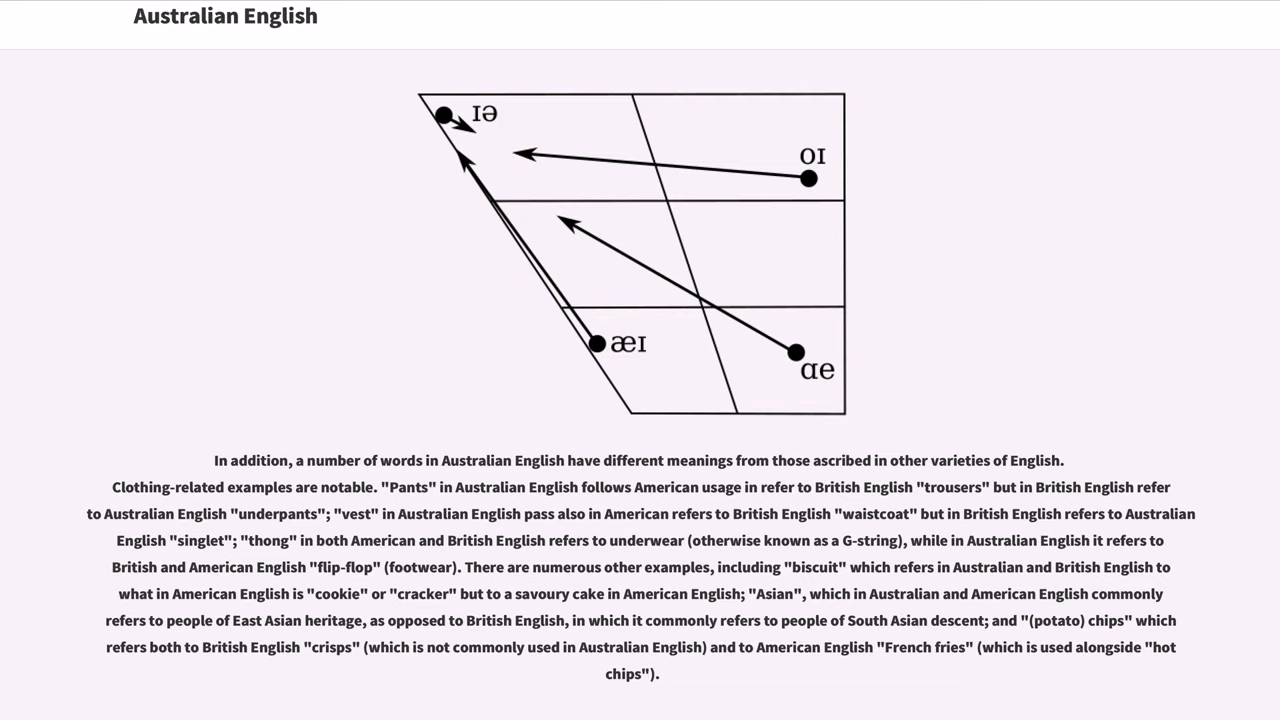 Australian English
ɪə
oɪ
æɪ
ɑe
In addition, a number of words in Australian English have different meanings from those ascribed in other varieties of English.
Clothing-related examples are notable. "Pants" in Australian English follows American usage in refer to British English "trousers" but in British English refer
to Australian English "underpants"; "vest" in Australian English pass also in American refers to British English "waistcoat" but in British English refers to Australian
English "singlet"; "thong" in both American and British English refers to underwear (otherwise known as a G-string), while in Australian English it refers to
British and American English "flip-flop" (footwear). There are numerous other examples, including "biscuit" which refers in Australian and British English to
what in American English is "cookie" or "cracker" but to a savoury cake in American English; "Asian", which in Australian and American English commonly
refers to people of East Asian heritage, as opposed to British English, in which it commonly refers to people of South Asian descent; and "(potato) chips" which
refers both to British English "crisps" (which is not commonly used in Australian English) and to American English "French fries" (which is used alongside "hot
chips").